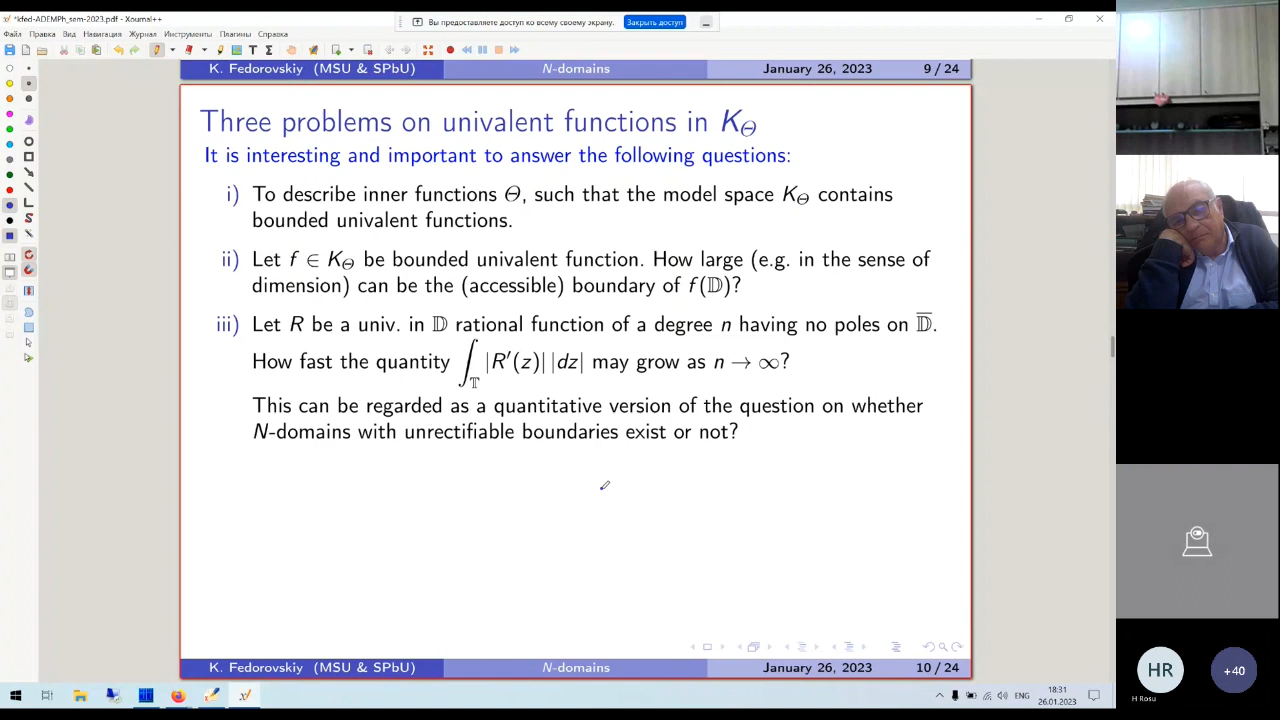 *kfed-ADEMPh_sem-2023.pdf - Xournal++
Вы предоставляете доступ ко всему своему экрану. Закрыть доступ
Файл Правка Вид Навигация Журнал Инструменты Плагины Справка
K. Fedorovskiy (MSU & SPbU) N-domains January 26, 2023 9 / 24
Three problems on univalent functions in K_Θ
It is interesting and important to answer the following questions:
i) To describe inner functions Θ, such that the model space K_Θ contains
bounded univalent functions.
ii) Let f ∈ K_Θ be bounded univalent function. How large (e.g. in the sense of
dimension) can be the (accessible) boundary of f(𝔻)?
iii) Let R be a univ. in 𝔻 rational function of a degree n having no poles on 𝔻̅.
How fast the quantity ∫_𝕋 |R′(z)| |dz| may grow as n → ∞?
This can be regarded as a quantitative version of the question on whether
N-domains with unrectifiable boundaries exist or not?
K. Fedorovskiy (MSU & SPbU) N-domains January 26, 2023 10 / 24
HR
H Rosu
+40
ENG
18:31
26.01.2023